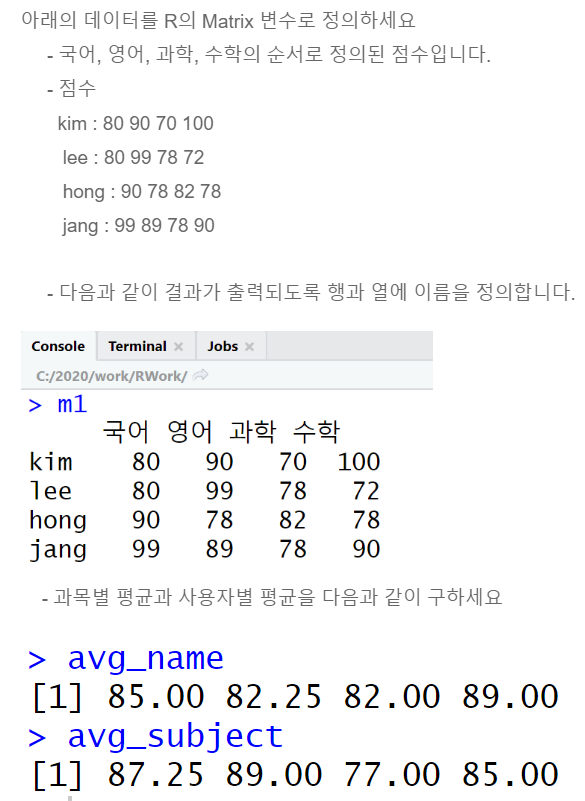 아래의 데이터를 R의 Matrix 변수로 정의하세요
- 국어, 영어, 과학, 수학의 순서로 정의된 점수입니다.
- 점수
kim : 80 90 70 100
lee : 80 99 78 72
hong : 90 78 82 78
jang : 99 89 78 90
- 다음과 같이 결과가 출력되도록 행과 열에 이름을 정의합니다.
Console Terminal × Jobs ×
C:/2020/work/RWork/
> m1
국어 영어 과학 수학
kim 80 90 70 100
lee 80 99 78 72
hong 90 78 82 78
jang 99 89 78 90
- 과목별 평균과 사용자별 평균을 다음과 같이 구하세요
> avg_name
[1] 85.00 82.25 82.00 89.00
> avg_subject
[1] 87.25 89.00 77.00 85.00